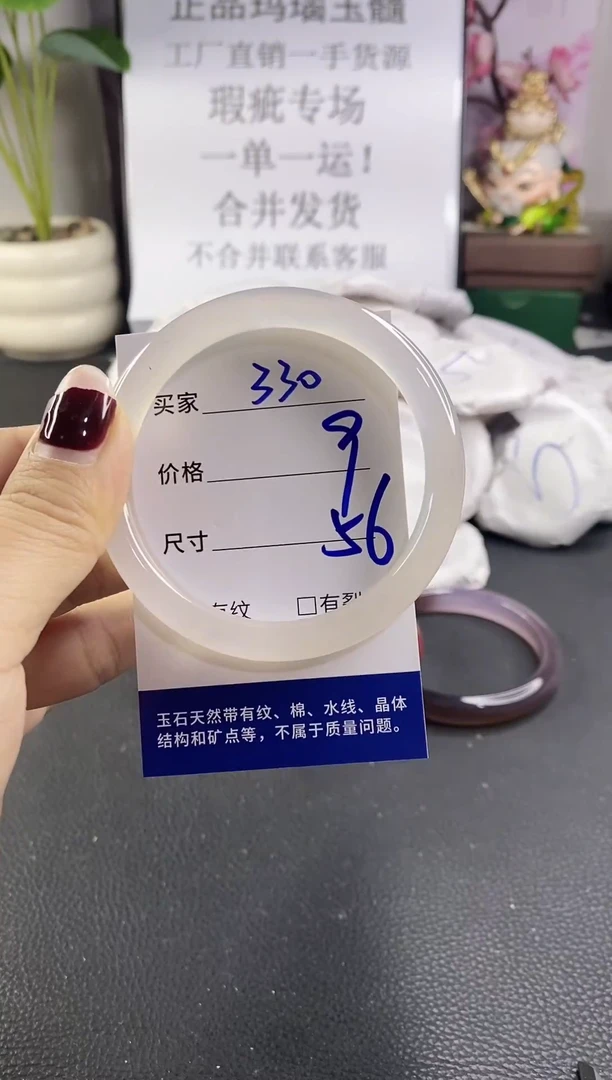 正品玛瑙玉髓
工厂直销一手货源
瑕疵专场
一单一运！
合并发货
不合并联系客服
买家 330
价格 9
尺寸 56
有纹 □有裂
玉石天然带有纹、棉、水线、晶体
结构和矿点等，不属于质量问题。